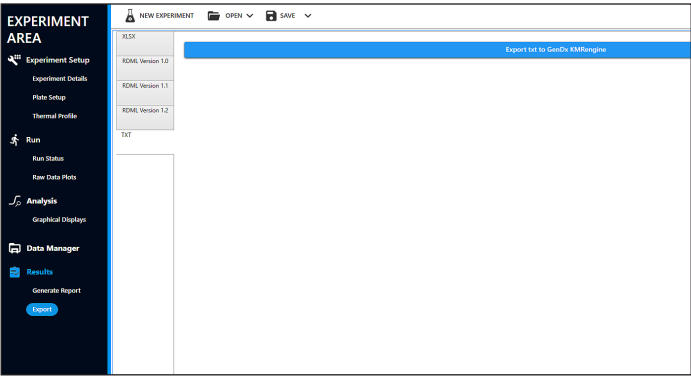 EXPERIMENT
AREA
Experiment Setup
Experiment Details
Plate Setup
Thermal Profile
Run
Run Status
Raw Data Plots
Analysis
Graphical Displays
Data Manager
Results
Generate Report
Export
NEW EXPERIMENT OPEN SAVE
XLSX
RDML Version 1.0
RDML Version 1.1
RDML Version 1.2
TXT
Export txt to GenDx KMRengine